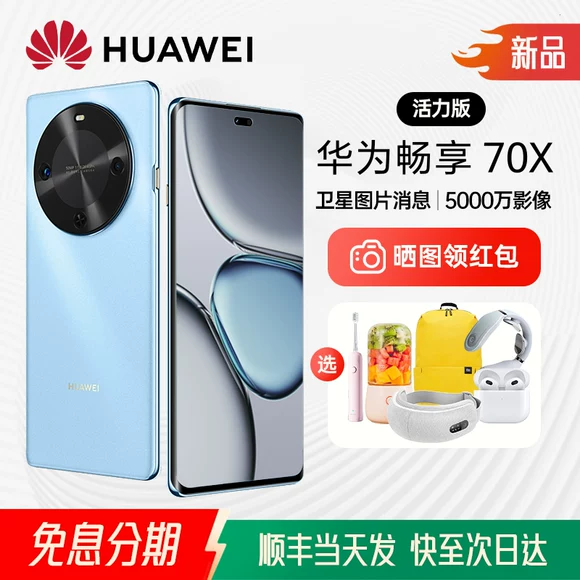 HUAWEI
新品
活力版
华为畅享 70X
卫星图片消息|5000万影像
晒图领红包
选
HUAWEI
免息分期
顺丰当天发 快至次日达